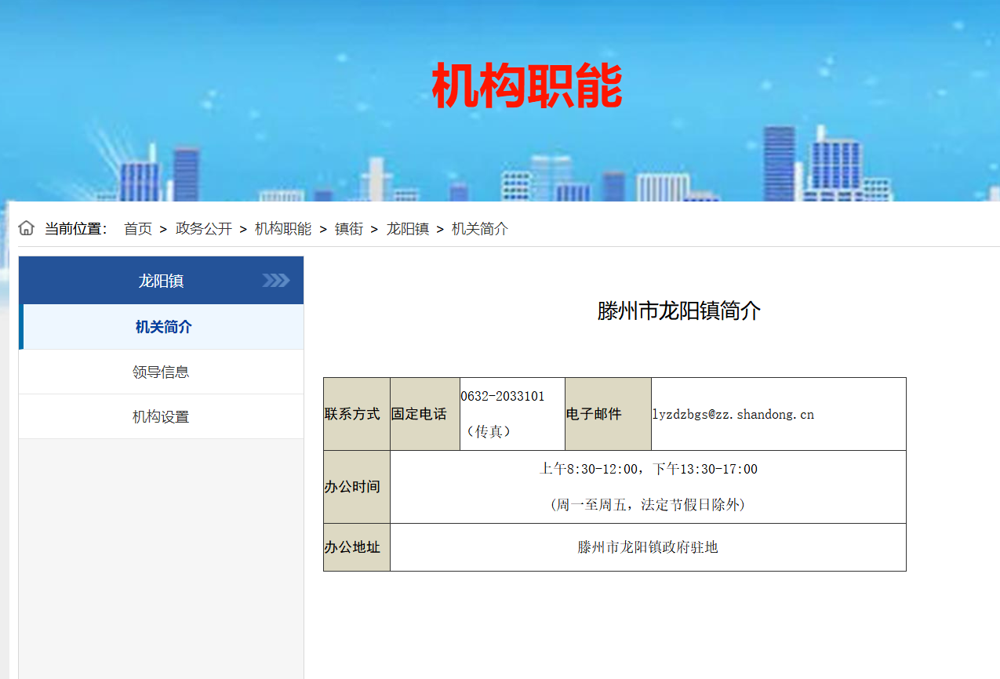 机构职能
当前位置： 首页 > 政务公开 > 机构职能 > 镇街 > 龙阳镇 > 机关简介
龙阳镇
机关简介
领导信息
机构设置
滕州市龙阳镇简介
联系方式 固定电话 0632-2033101 （传真） 电子邮件 lyzdzbgs@zz.shandong.cn
办公时间 上午8:30-12:00，下午13:30-17:00
(周一至周五，法定节假日除外)
办公地址 滕州市龙阳镇政府驻地